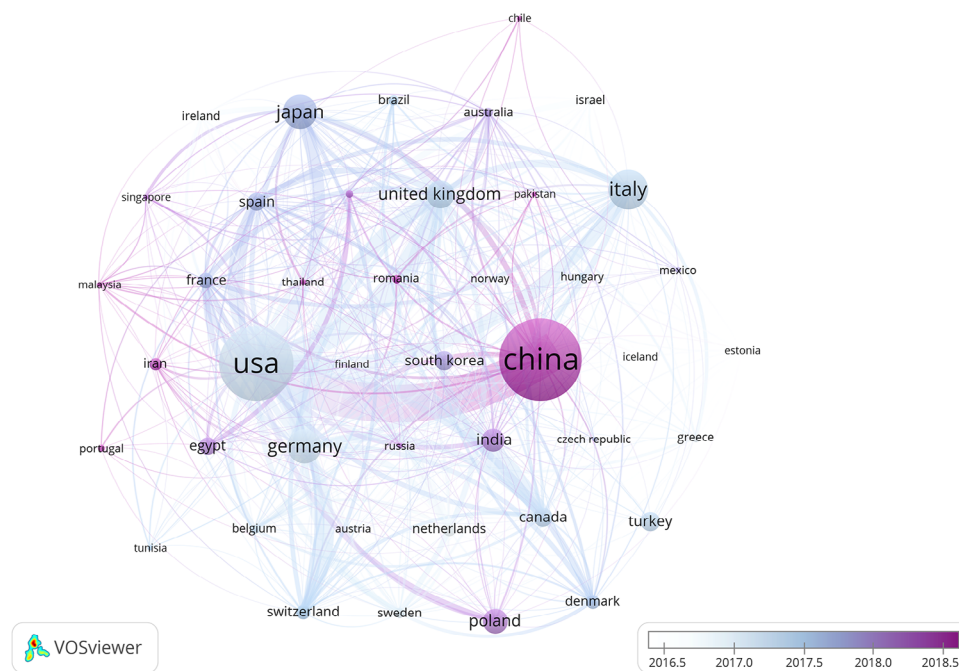 chile
brazil
israel
japan
australia
ireland
italy
united kingdom
pakistan
singapore
spain
mexico
hungary
norway
romania
france
thailand
malaysia
estonia
iceland
china
south korea
usa
finland
iran
greece
czech republic
india
egypt
germany
russia
portugal
canada
turkey
netherlands
belgium
austria
tunisia
denmark
switzerland
sweden
poland
VOSviewer
2016.5 2017.0 2017.5 2018.0 2018.5